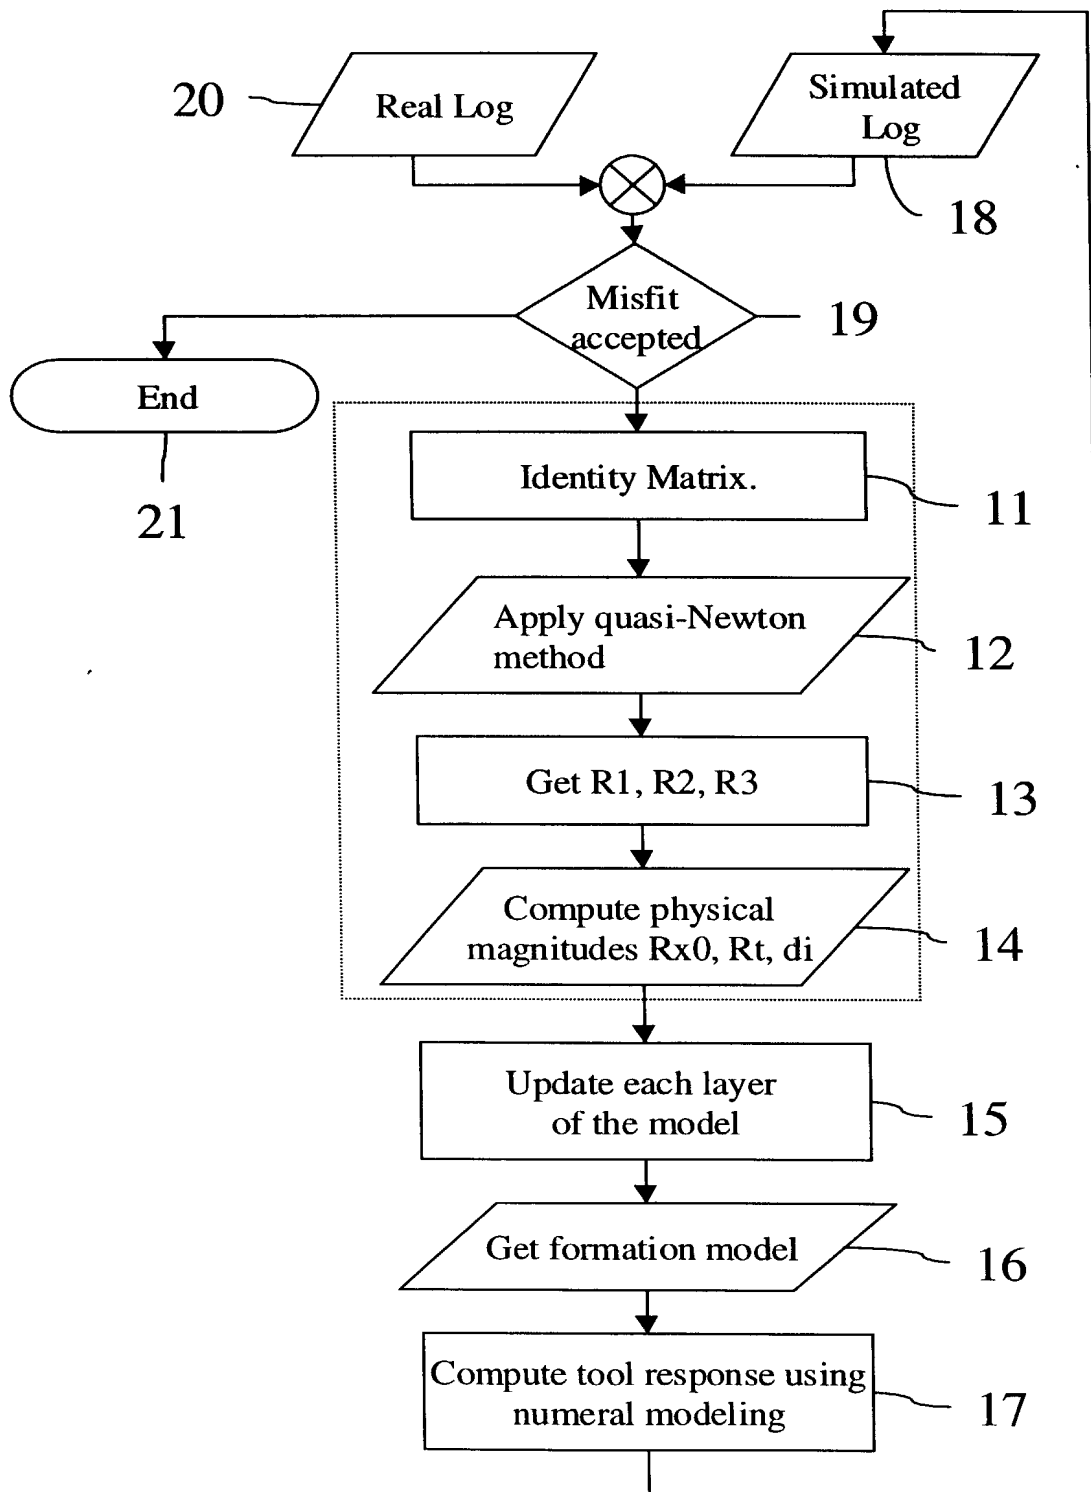 20
Real Log
Simulated
Log
18
Misfit
accepted
19
End
21
Identity Matrix.
11
Apply quasi-Newton
method
12
Get R1, R2, R3
13
Compute physical
magnitudes Rx0, Rt, di
14
Update each layer
of the model
15
Get formation model
16
Compute tool response using
numeral modeling
17